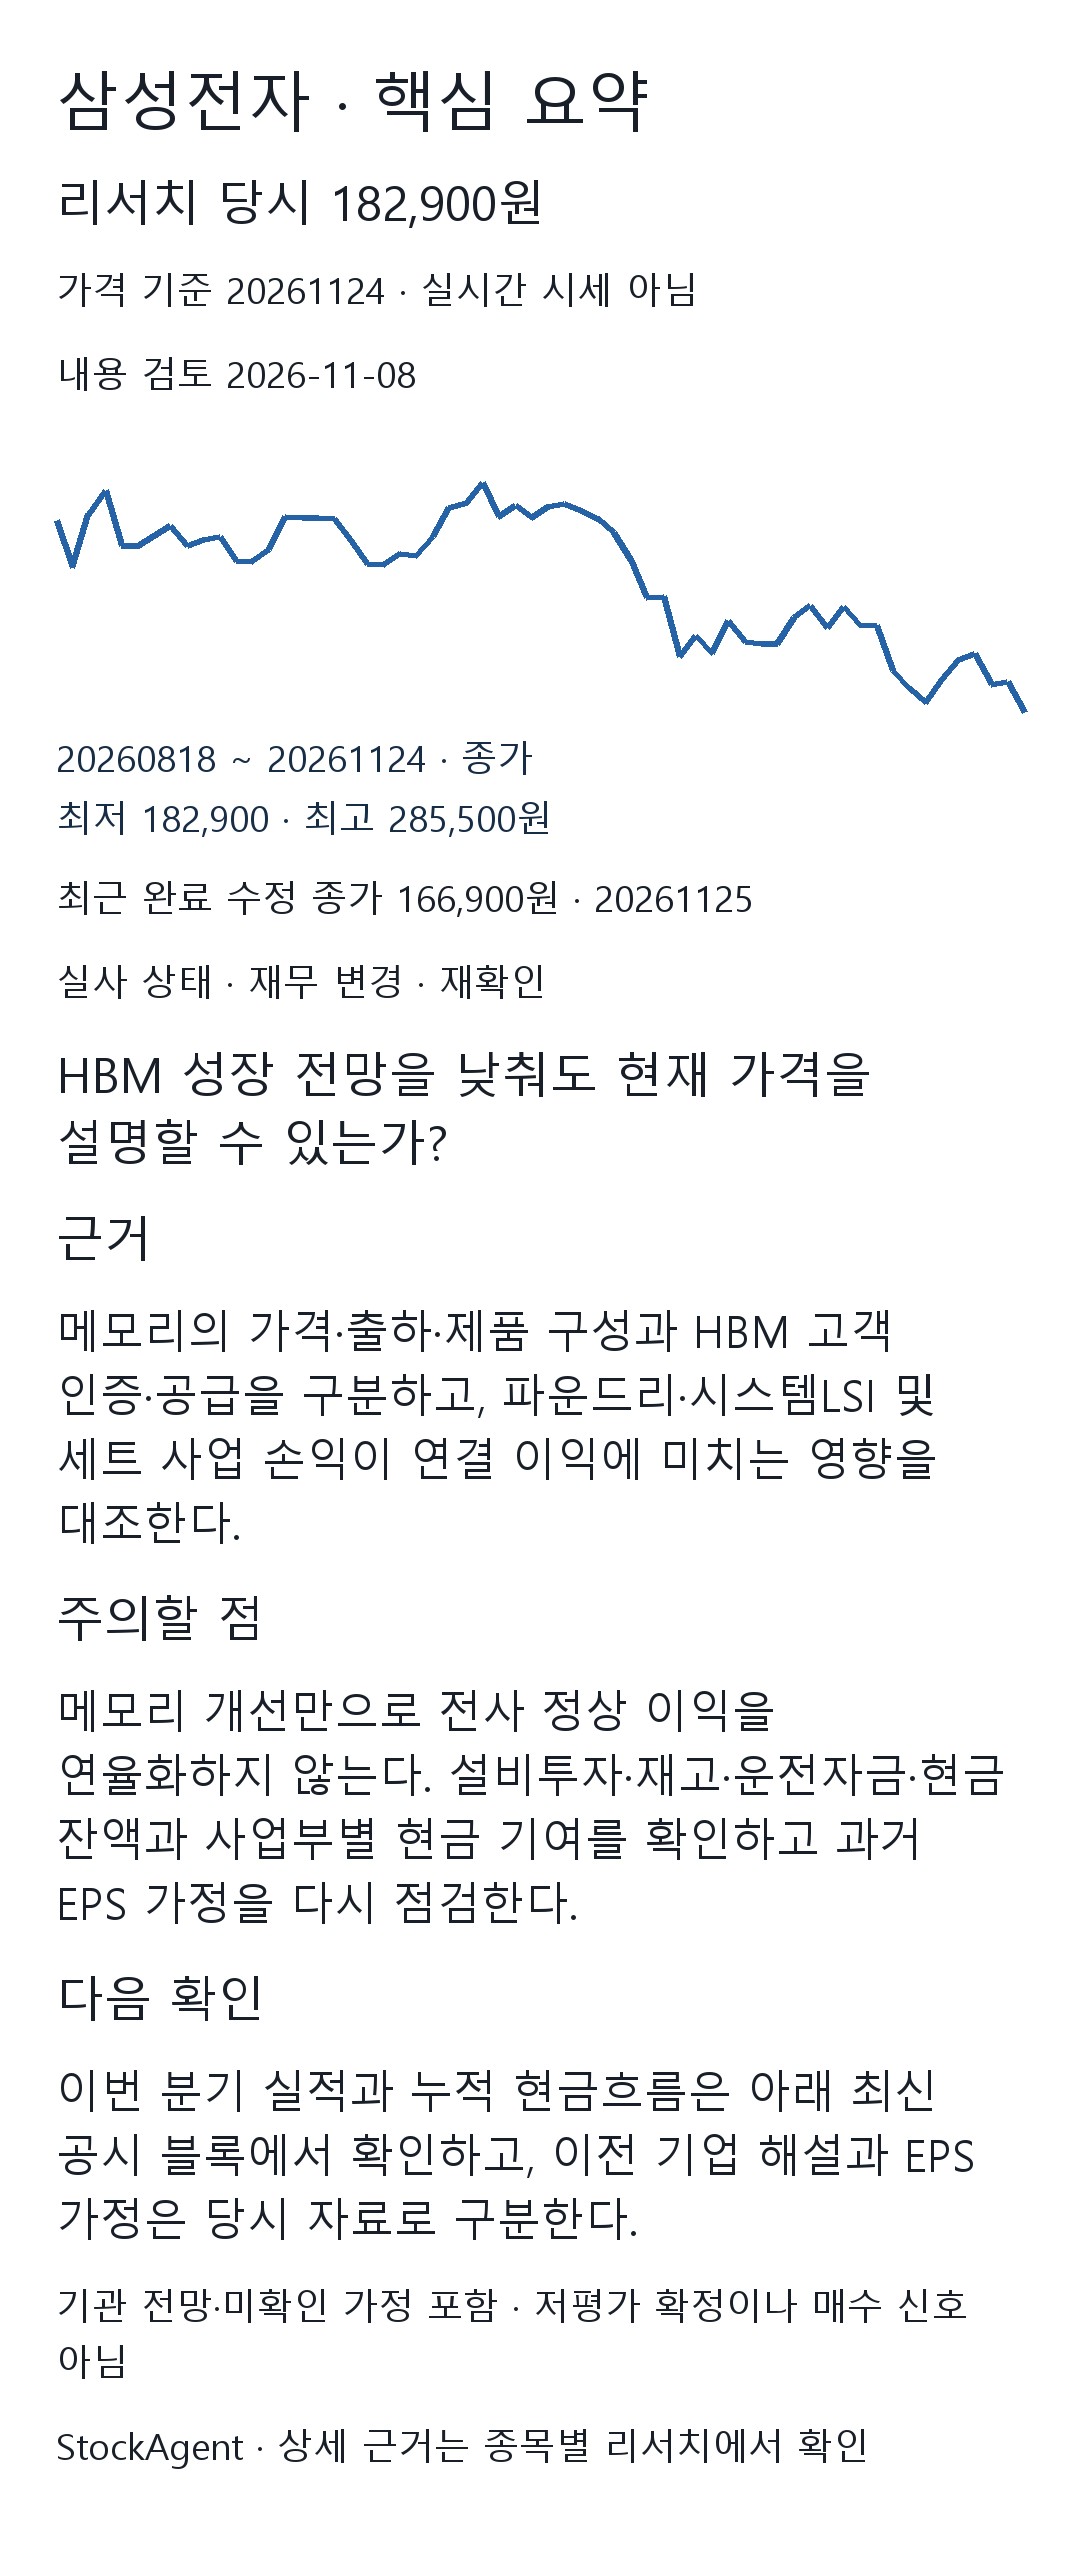 삼성전자 · 핵심 요약
리서치 당시 182,900원
가격 기준 20261124 · 실시간 시세 아님
내용 검토 2026-11-08
20260818 ~ 20261124 · 종가
최저 182,900 · 최고 285,500원
최근 완료 수정 종가 166,900원 · 20261125
실사 상태 · 재무 변경 · 재확인
HBM 성장 전망을 낮춰도 현재 가격을
설명할 수 있는가?
근거
메모리의 가격·출하·제품 구성과 HBM 고객
인증·공급을 구분하고, 파운드리·시스템LSI 및
세트 사업 손익이 연결 이익에 미치는 영향을
대조한다.
주의할 점
메모리 개선만으로 전사 정상 이익을
연율화하지 않는다. 설비투자·재고·운전자금·현금
잔액과 사업부별 현금 기여를 확인하고 과거
EPS 가정을 다시 점검한다.
다음 확인
이번 분기 실적과 누적 현금흐름은 아래 최신
공시 블록에서 확인하고, 이전 기업 해설과 EPS
가정은 당시 자료로 구분한다.
기관 전망·미확인 가정 포함 · 저평가 확정이나 매수 신호
아님
StockAgent · 상세 근거는 종목별 리서치에서 확인